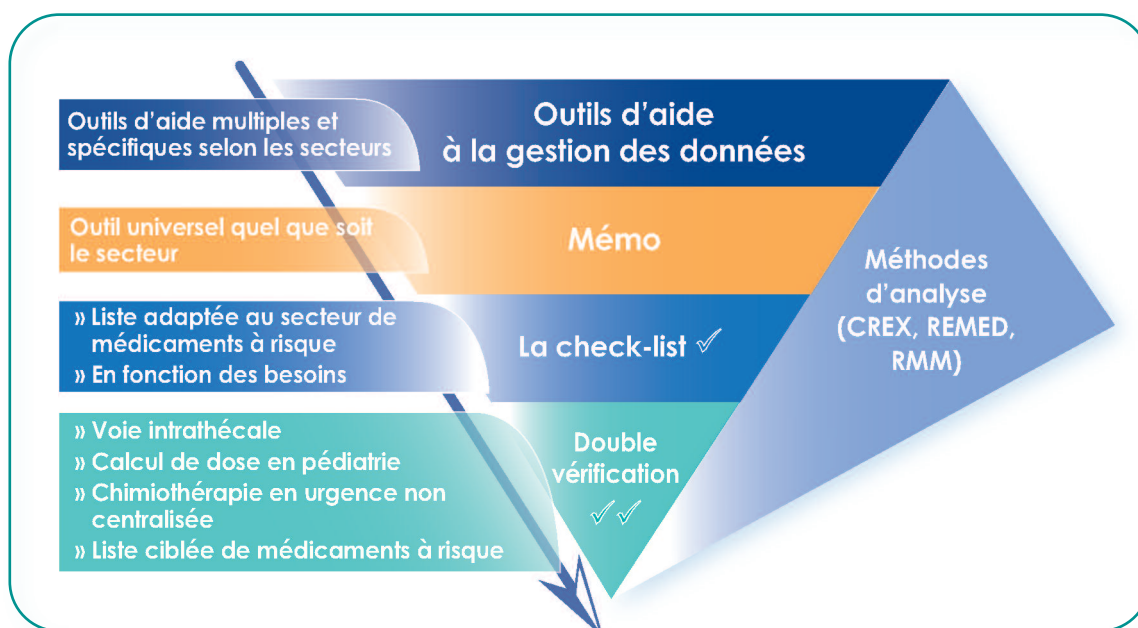 Outils d'aide multiples et
spécifiques selon les secteurs
Outils d'aide
à la gestion des données
Outil universel quel que soit
le secteur
Mémo
» Liste adaptée au secteur de
médicaments à risque
» En fonction des besoins
La check-list ✓
» Voie intrathécale
» Calcul de dose en pédiatrie
» Chimiothérapie en urgence non
centralisée
» Liste ciblée de médicaments à risque
Double
vérification
✓✓
Méthodes
d'analyse
(CREX, REMED,
RMM)